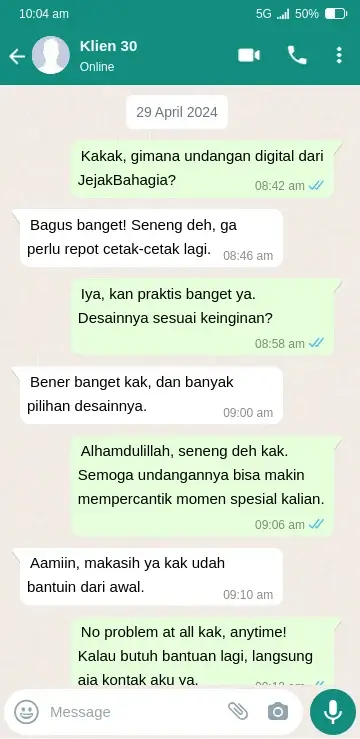 10:04 am 5G 50%
Klien 30
Online
29 April 2024
Kakak, gimana undangan digital dari
JejakBahagia?
08:42 am
Bagus banget! Seneng deh, ga
perlu repot cetak-cetak lagi.
08:46 am
Iya, kan praktis banget ya.
Desainnya sesuai keinginan?
08:58 am
Bener banget kak, dan banyak
pilihan desainnya.
09:00 am
Alhamdulillah, seneng deh kak.
Semoga undangannya bisa makin
mempercantik momen spesial kalian.
09:06 am
Aamiin, makasih ya kak udah
bantuin dari awal.
09:10 am
No problem at all kak, anytime!
Kalau butuh bantuan lagi, langsung
aja kontak aku ya.
Message